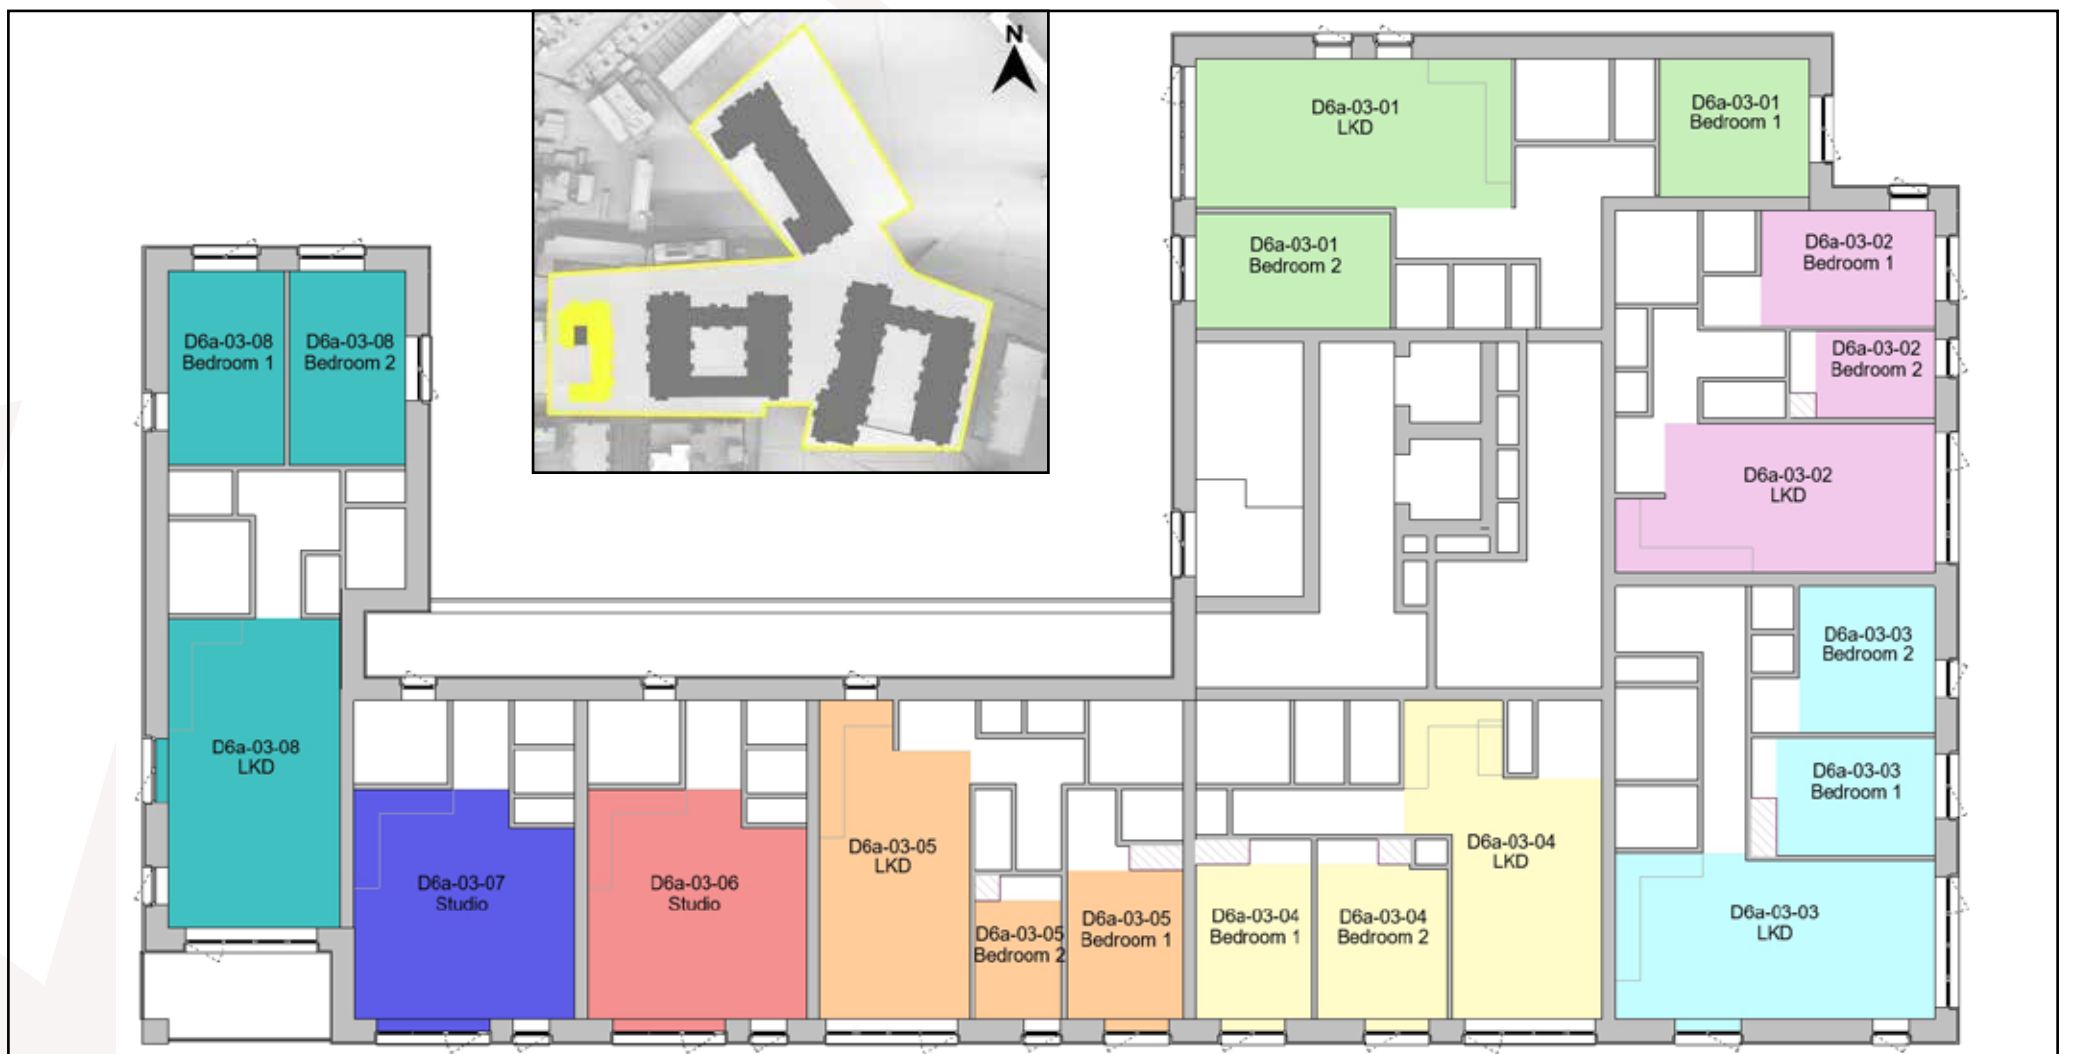 N
D6a-03-01
LKD
D6a-03-01
Bedroom 1
D6a-03-01
Bedroom 2
D6a-03-02
Bedroom 1
D6a-03-02
Bedroom 2
D6a-03-02
LKD
D6a-03-08
Bedroom 1
D6a-03-08
Bedroom 2
D6a-03-08
LKD
D6a-03-03
Bedroom 2
D6a-03-03
Bedroom 1
D6a-03-03
LKD
D6a-03-07
Studio
D6a-03-06
Studio
D6a-03-05
LKD
D6a-03-05
Bedroom 2
D6a-03-05
Bedroom 1
D6a-03-04
Bedroom 1
D6a-03-04
Bedroom 2
D6a-03-04
LKD